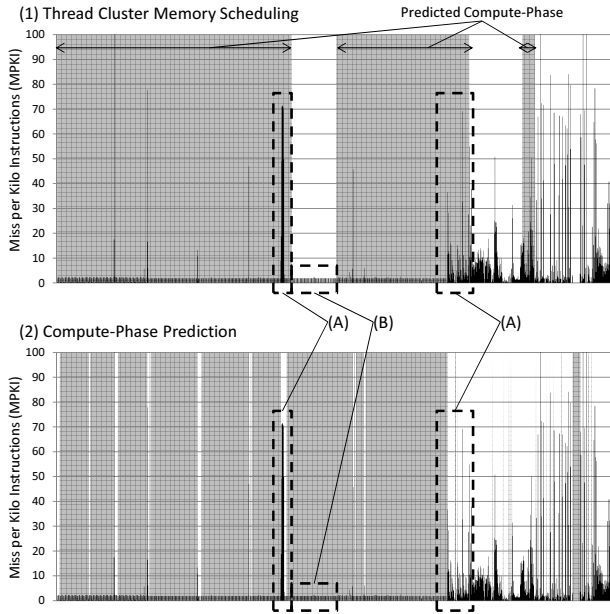 (1) Thread Cluster Memory Scheduling
Predicted Compute-Phase
Miss per Kilo Instructions (MPKI)
100
90
80
70
60
50
40
30
20
10
0
(A)
(B)
(A)
(2) Compute-Phase Prediction
Miss per Kilo Instructions (MPKI)
100
90
80
70
60
50
40
30
20
10
0